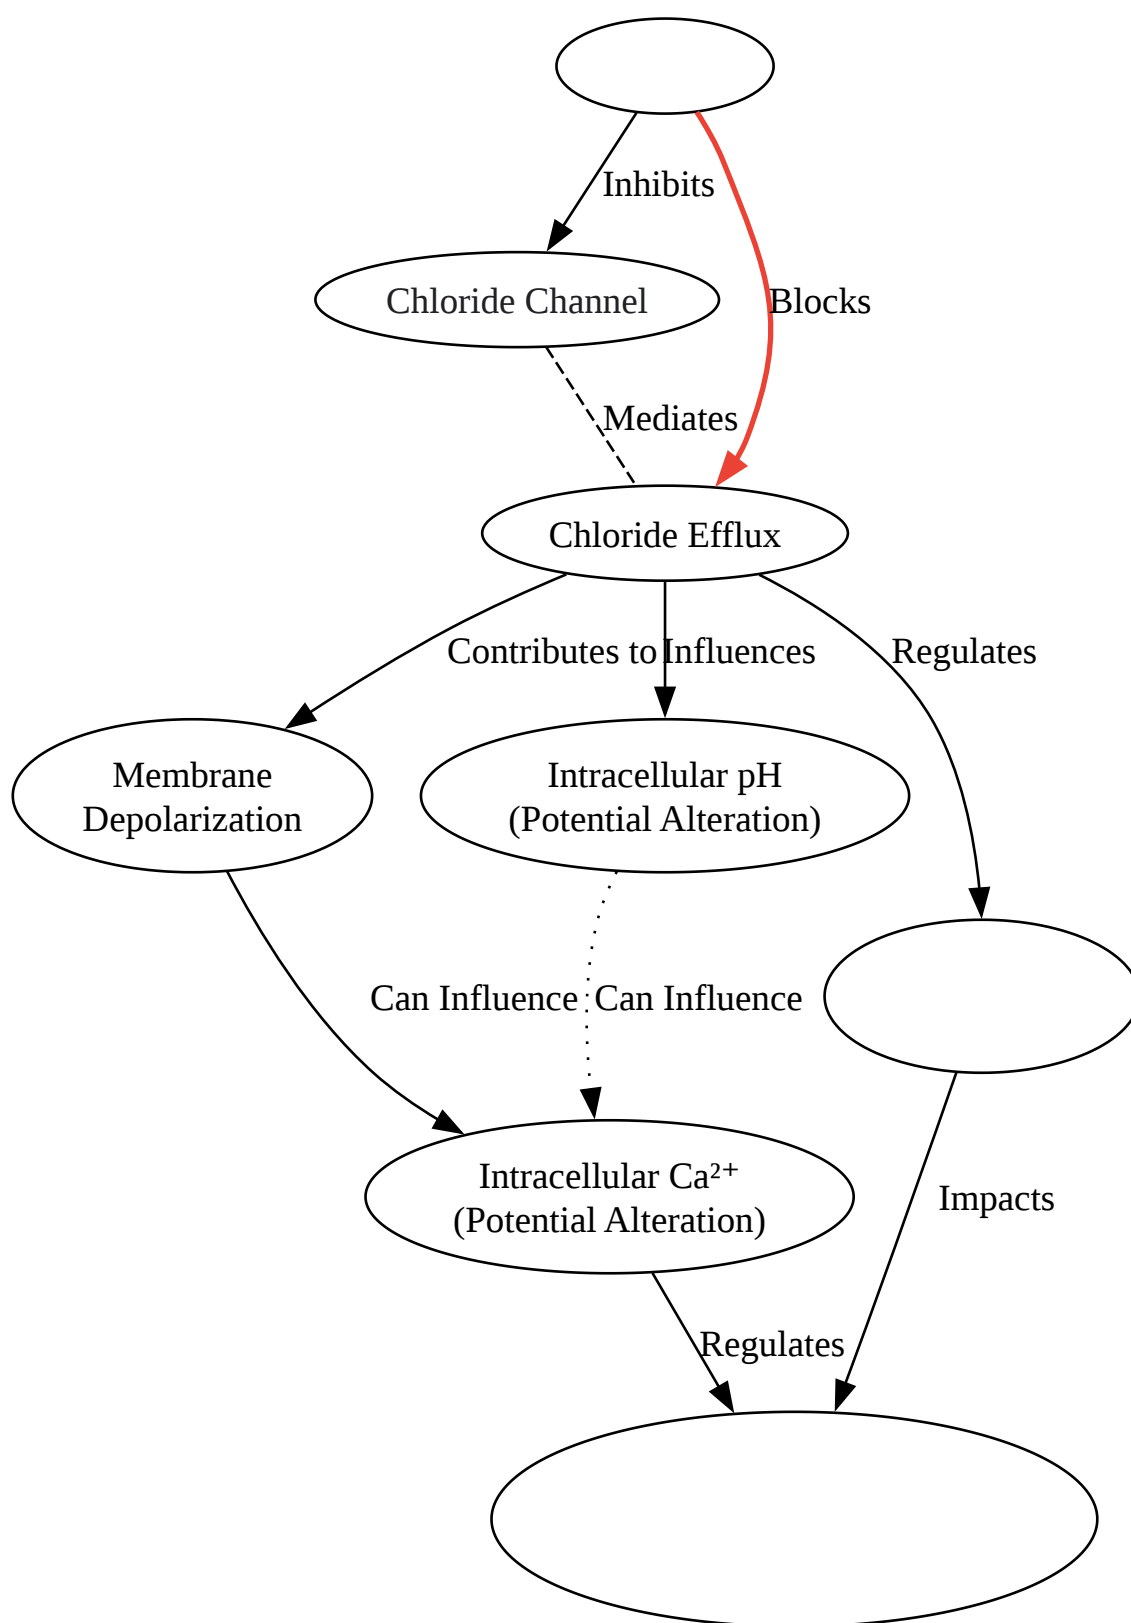 Inhibits
Chloride Channel
Blocks
Mediates
Chloride Efflux
Contributes to
Influences
Regulates
Membrane
Depolarization
Intracellular pH
(Potential Alteration)
Can Influence
Can Influence
Intracellular Ca²⁺
(Potential Alteration)
Impacts
Regulates